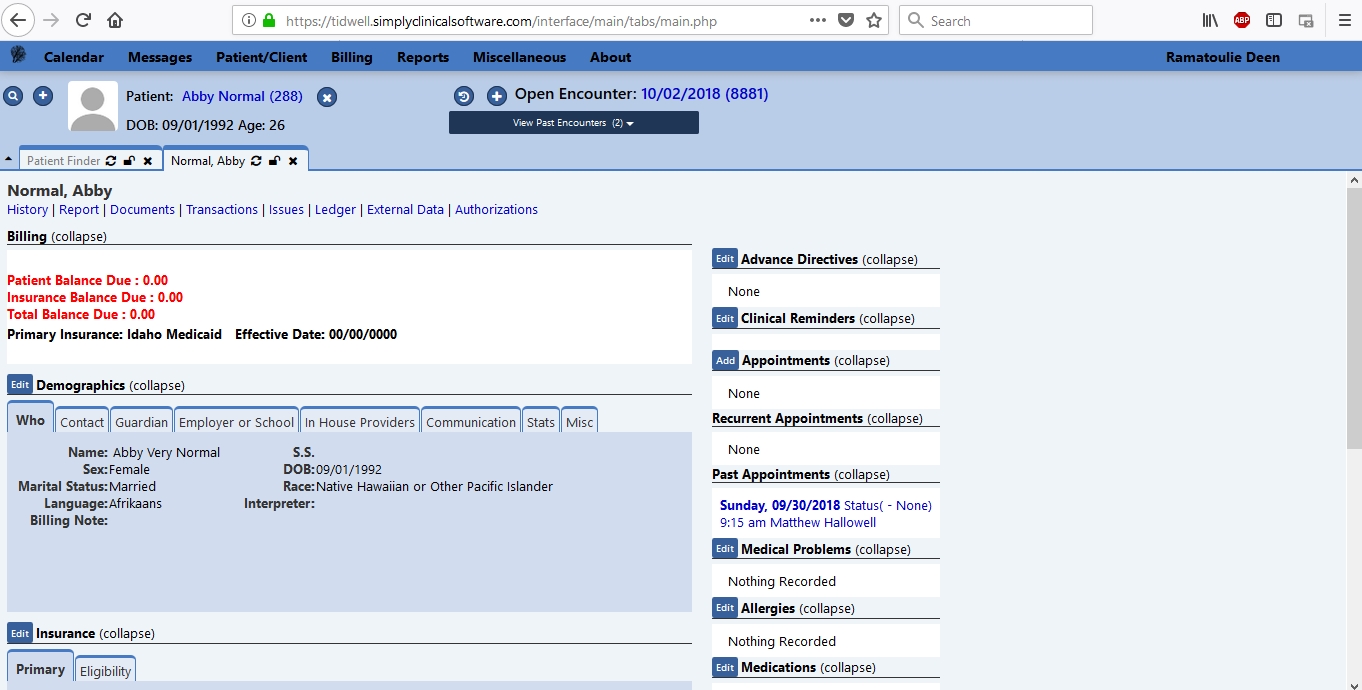 https://tidwell.simplyclinicalsoftware.com/interface/main/tabs/main.php
Search
ABP
Calendar Messages Patient/Client Billing Reports Miscellaneous About Ramatoulie Deen
Patient: Abby Normal (288)
DOB: 09/01/1992 Age: 26
Open Encounter: 10/02/2018 (8881)
View Past Encounters (2)
Patient Finder
Normal, Abby
Normal, Abby
History | Report | Documents | Transactions | Issues | Ledger | External Data | Authorizations
Billing (collapse)
Patient Balance Due : 0.00
Insurance Balance Due : 0.00
Total Balance Due : 0.00
Primary Insurance: Idaho Medicaid Effective Date: 00/00/0000
Edit Demographics (collapse)
Who Contact Guardian Employer or School In House Providers Communication Stats Misc
Name: Abby Very Normal S.S.
Sex:Female DOB:09/01/1992
Marital Status:Married Race:Native Hawaiian or Other Pacific Islander
Language:Afrikaans Interpreter:
Billing Note:
Edit Insurance (collapse)
Primary Eligibility
Edit Advance Directives (collapse)
None
Edit Clinical Reminders (collapse)
Add Appointments (collapse)
None
Recurrent Appointments (collapse)
None
Past Appointments (collapse)
Sunday, 09/30/2018 Status( - None)
9:15 am Matthew Hallowell
Edit Medical Problems (collapse)
Nothing Recorded
Edit Allergies (collapse)
Nothing Recorded
Edit Medications (collapse)